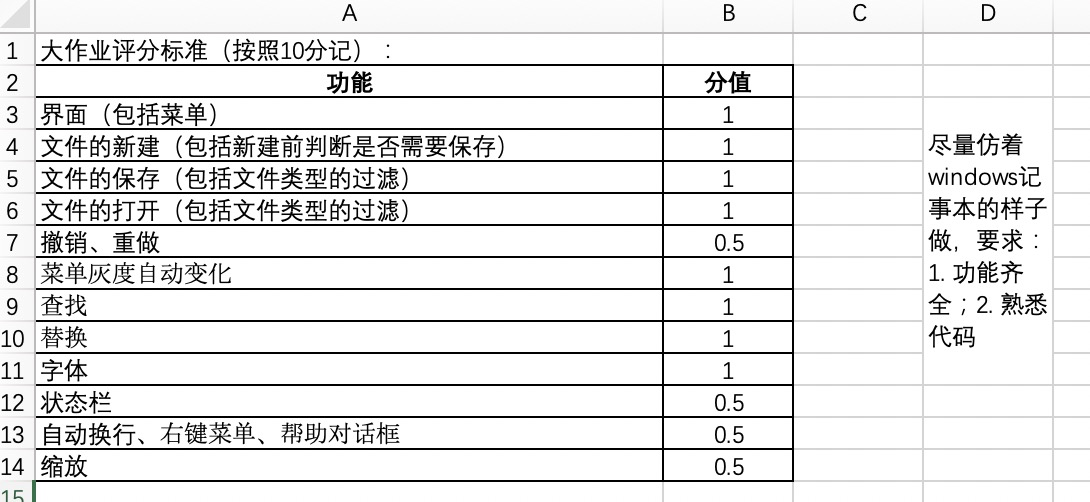 A B C D
1 大作业评分标准（按照10分记）：
2 功能 分值
3 界面（包括菜单） 1
4 文件的新建（包括新建前判断是否需要保存） 1
5 文件的保存（包括文件类型的过滤） 1
6 文件的打开（包括文件类型的过滤） 1
7 撤销、重做 0.5
8 菜单灰度自动变化 1
9 查找 1
10 替换 1
11 字体 1
12 状态栏 0.5
13 自动换行、右键菜单、帮助对话框 0.5
14 缩放 0.5
15
尽量仿着
windows记
事本的样子
做，要求：
1. 功能齐
全；2. 熟悉
代码